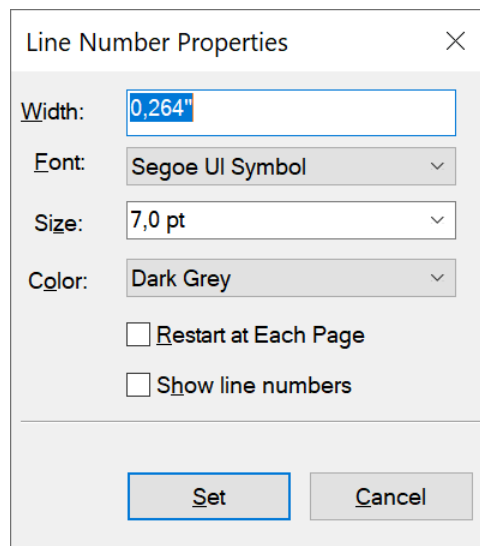 Line Number Properties
Width: 0,264"
Font: Segoe UI Symbol
Size: 7,0 pt
Color: Dark Grey
Restart at Each Page
Show line numbers
Set Cancel